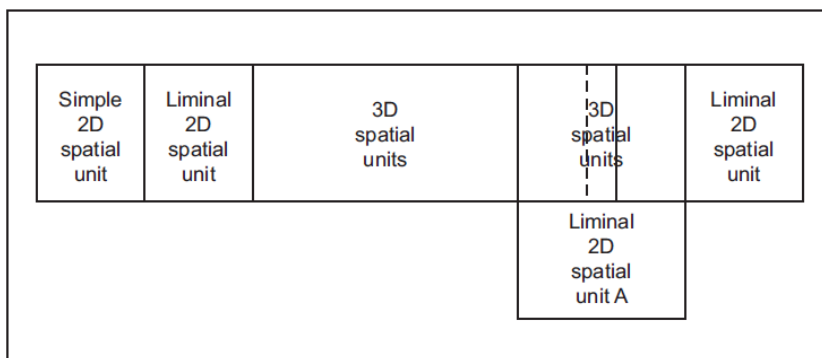 Simple
2D
spatial
unit
Liminal
2D
spatial
unit
3D
spatial
units
3D
spatial
units
Liminal
2D
spatial
unit
Liminal
2D
spatial
unit A